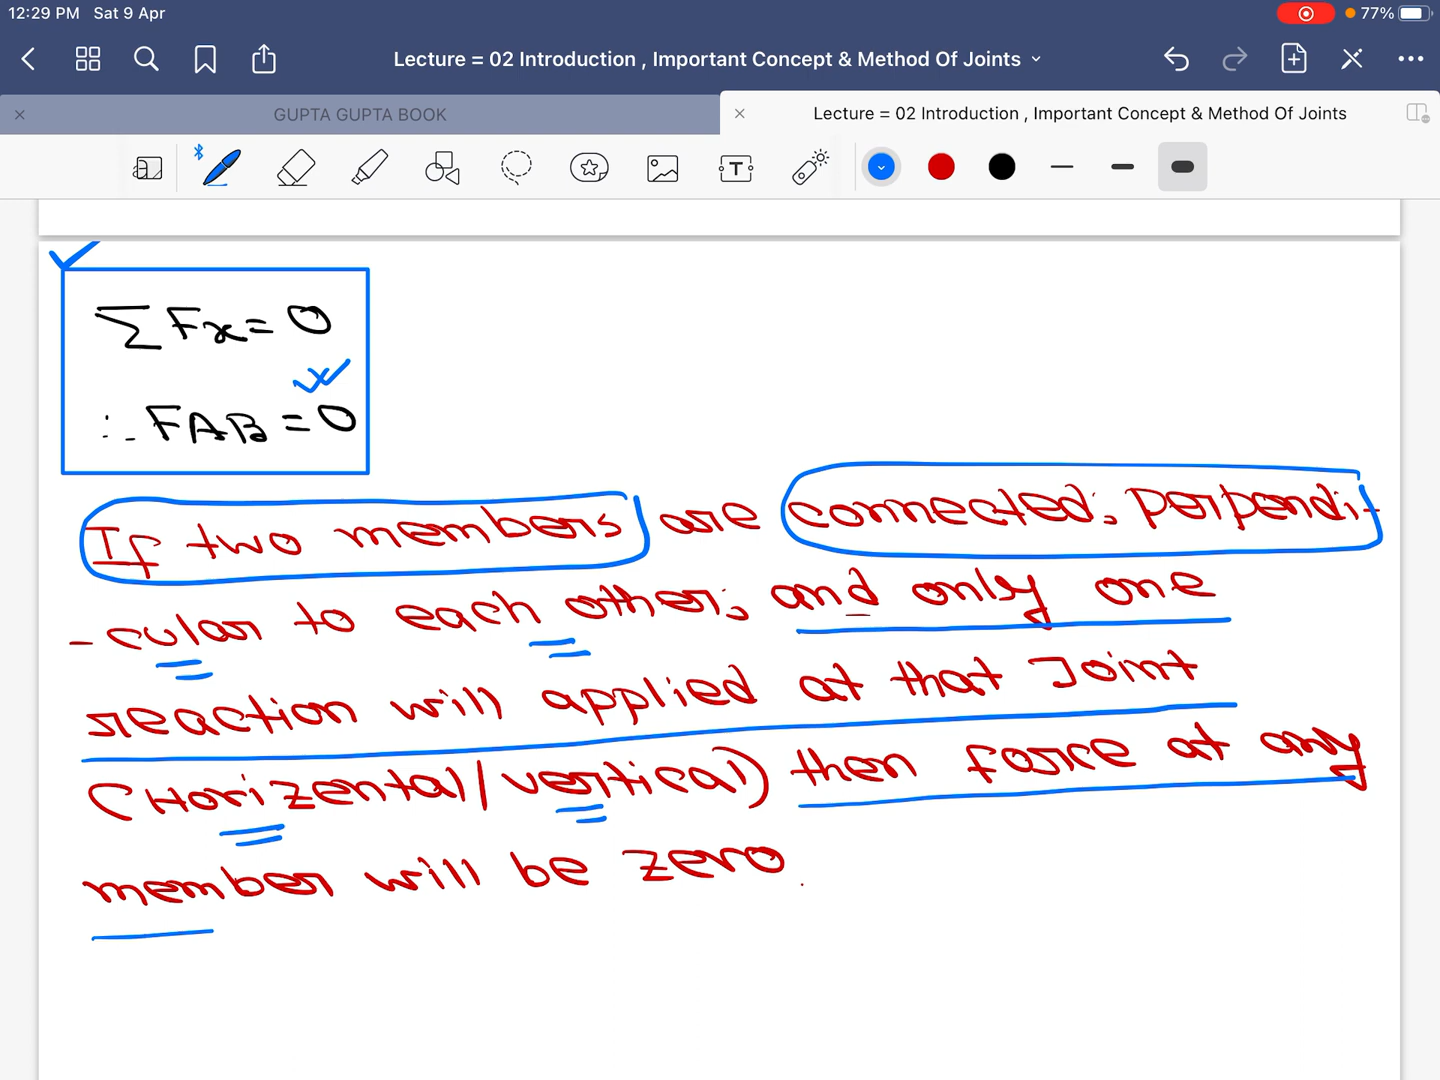 12:29 PM Sat 9 Apr
77%
Lecture = 02 Introduction , Important Concept & Method Of Joints
GUPTA GUPTA BOOK
Lecture = 02 Introduction , Important Concept & Method Of Joints
T
ΣFx=0
∴ FAB=0
If two members are connected; perpendi-
-cular to each other; and only one
reaction will applied at that Joint
(Horizental/vertical) then force at any
member will be zero.